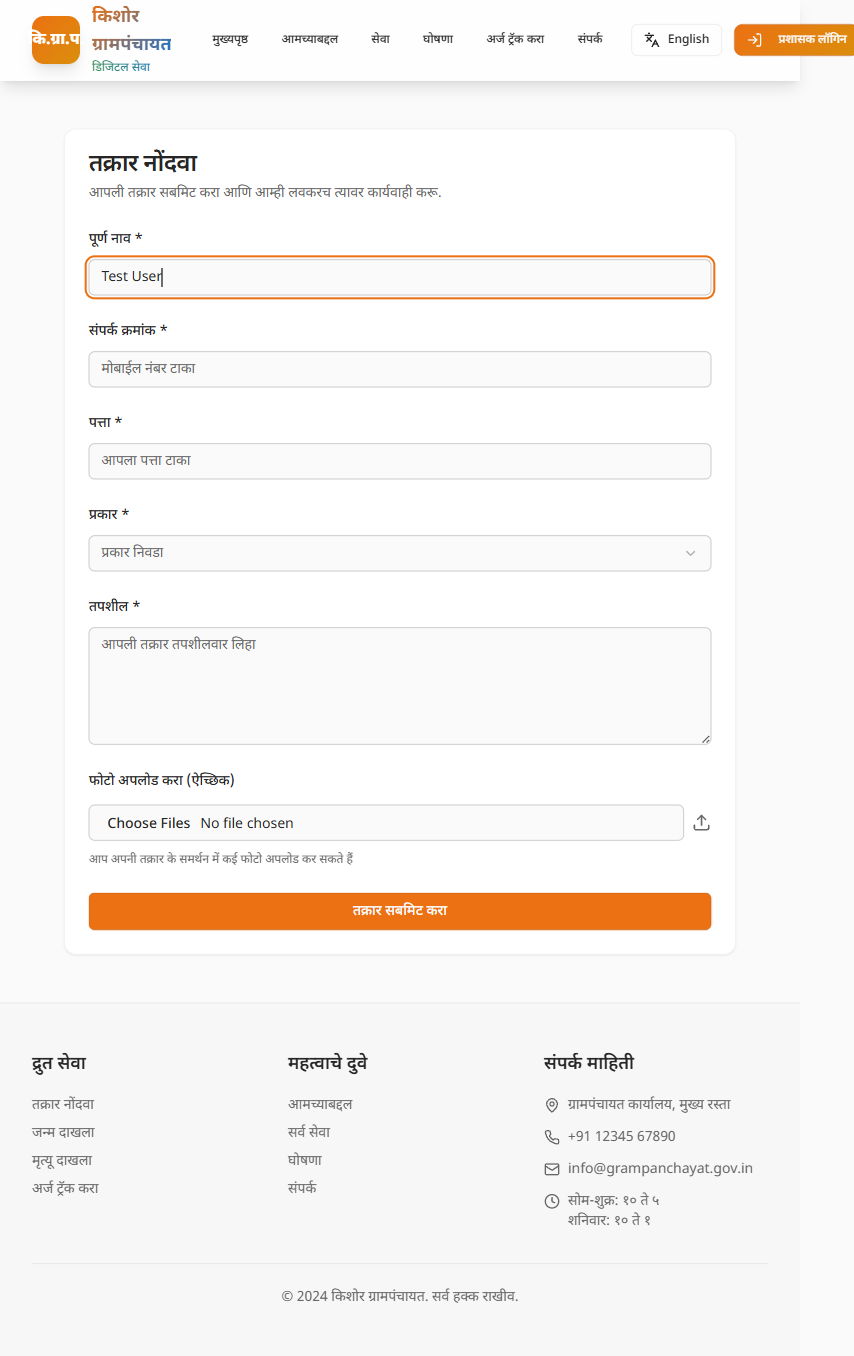 कि.ग्रा.प
किशोर
ग्रामपंचायत
डिजिटल सेवा
मुख्यपृष्ठ
आमच्याबद्दल
सेवा
घोषणा
अर्ज ट्रॅक करा
संपर्क
English
प्रशासक लॉगिन
तक्रार नोंदवा
आपली तक्रार सबमिट करा आणि आम्ही लवकरच त्यावर कार्यवाही करू.
पूर्ण नाव *
Test User
संपर्क क्रमांक *
मोबाईल नंबर टाका
पत्ता *
आपला पत्ता टाका
प्रकार *
प्रकार निवडा
तपशील *
आपली तक्रार तपशीलवार लिहा
फोटो अपलोड करा (ऐच्छिक)
Choose Files No file chosen
आप अपनी तक्रार के समर्थन में कई फोटो अपलोड कर सकते हैं
तक्रार सबमिट करा
द्रुत सेवा
तक्रार नोंदवा
जन्म दाखला
मृत्यू दाखला
अर्ज ट्रॅक करा
महत्वाचे दुवे
आमच्याबद्दल
सर्व सेवा
घोषणा
संपर्क
संपर्क माहिती
ग्रामपंचायत कार्यालय, मुख्य रस्ता
+91 12345 67890
info@grampanchayat.gov.in
सोम-शुक्र: १० ते ५
शनिवार: १० ते १
© 2024 किशोर ग्रामपंचायत. सर्व हक्क राखीव.